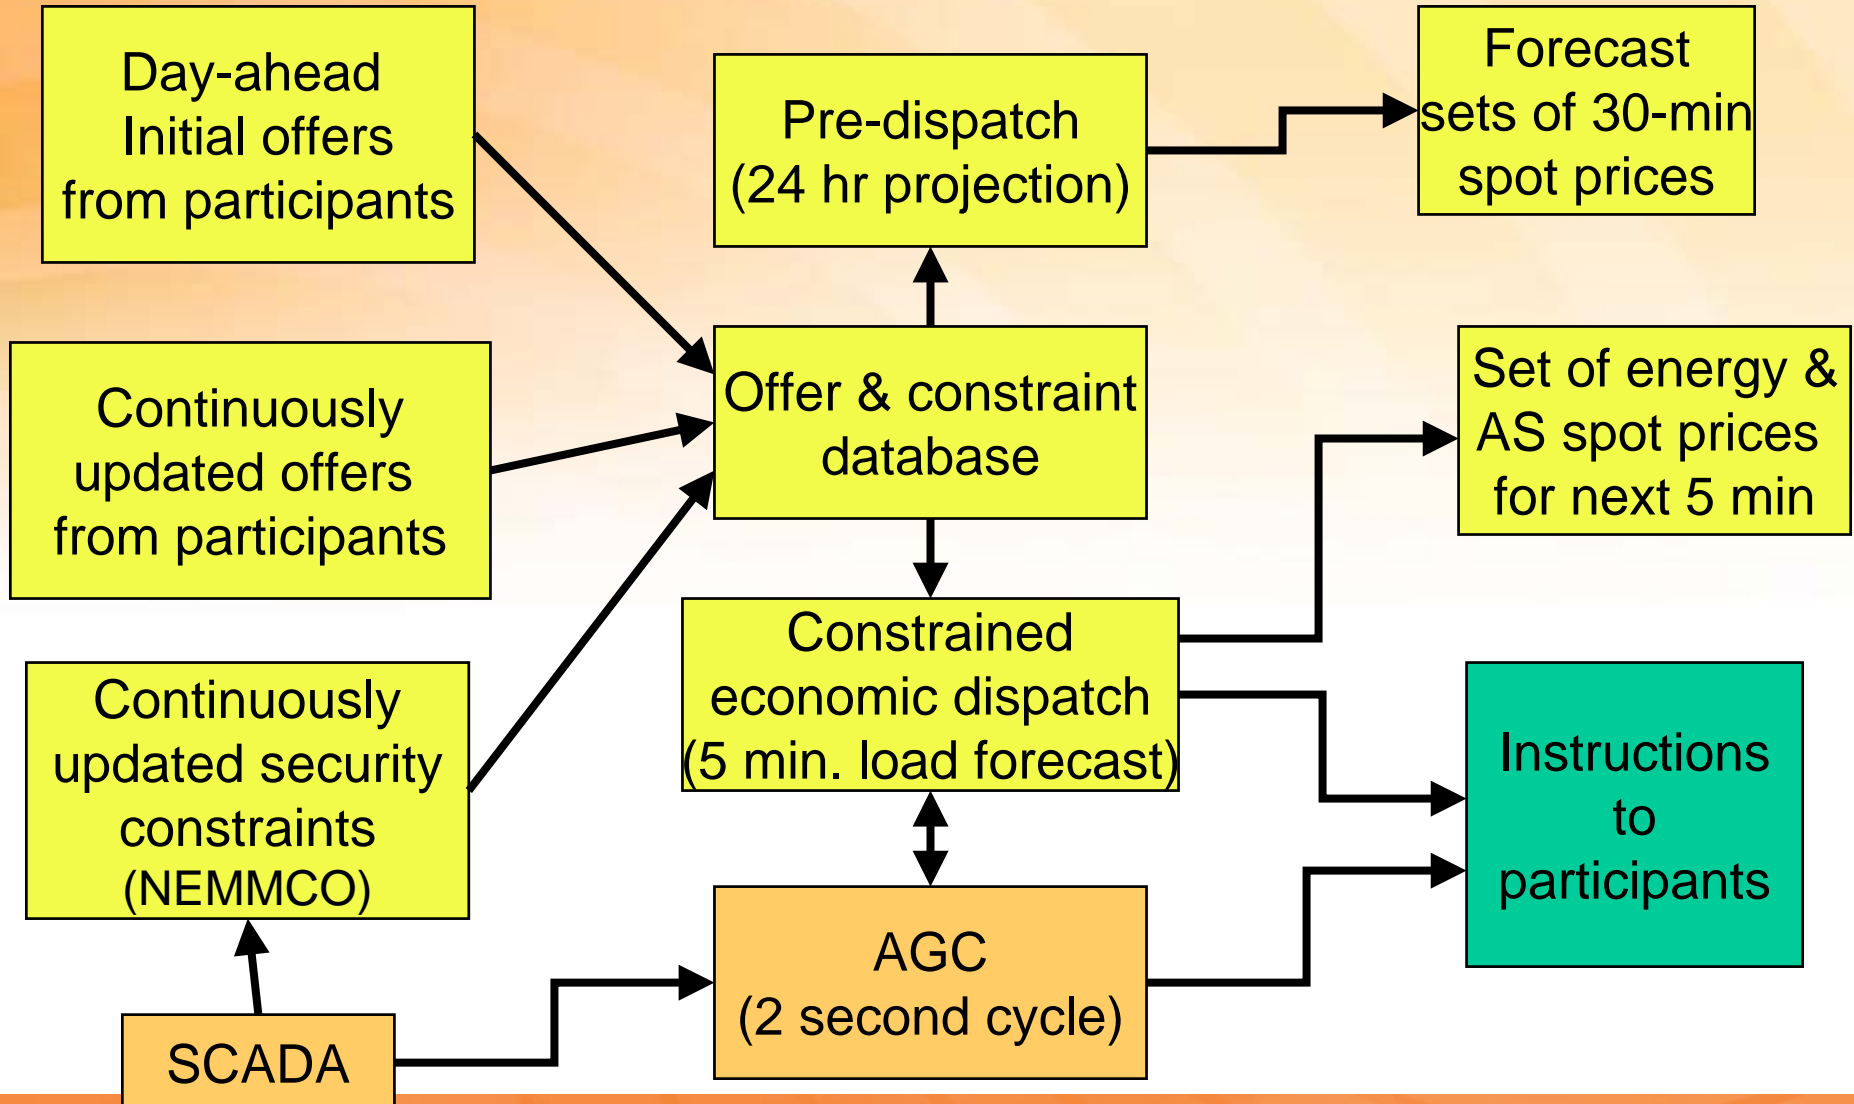 Day-ahead
Initial offers
from participants
Pre-dispatch
(24 hr projection)
Forecast
sets of 30-min
spot prices
Continuously
updated offers
from participants
Offer & constraint
database
Set of energy &
AS spot prices
for next 5 min
Continuously
updated security
constraints
(NEMMCO)
Constrained
economic dispatch
(5 min. load forecast)
Instructions
to
participants
SCADA
AGC
(2 second cycle)